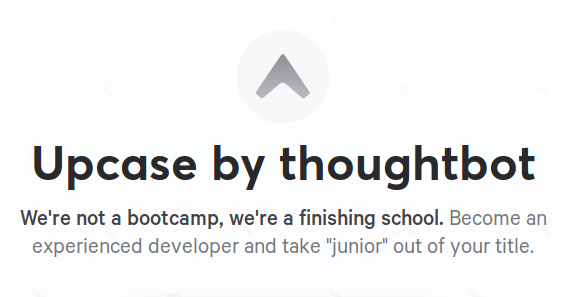 Upcase by thoughtbot
We're not a bootcamp, we're a finishing school. Become an
experienced developer and take "junior" out of your title.